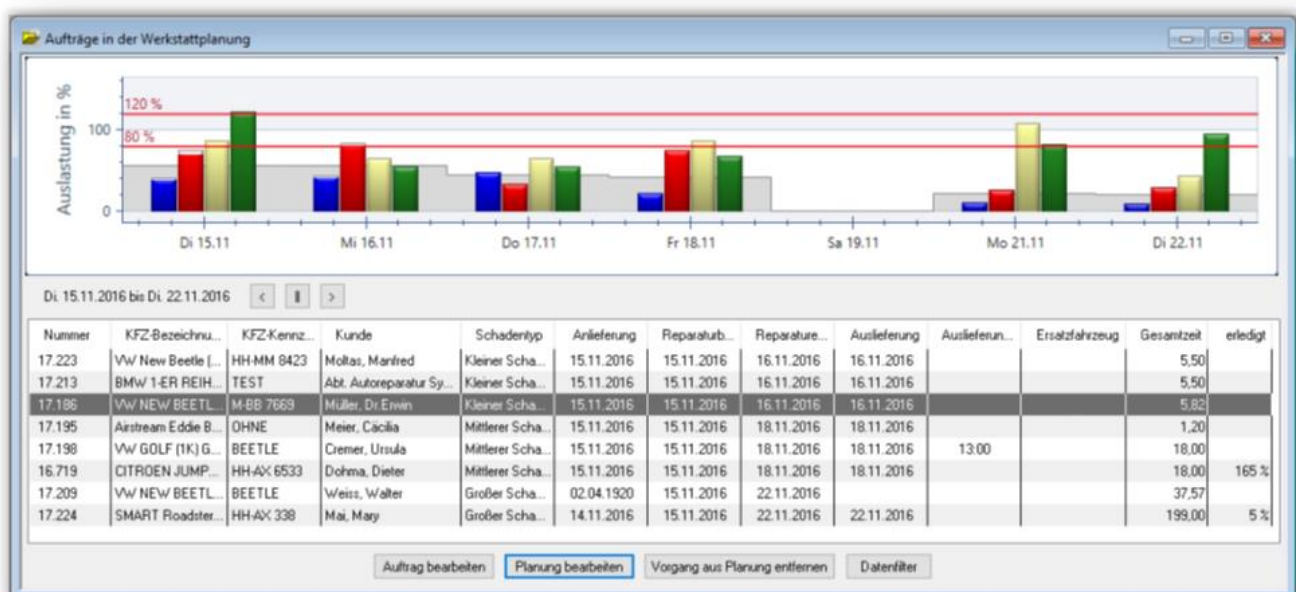 Aufträge in der Werkstattplanung
Auslastung in %
120 %
100
80 %
0
Di 15.11 Mi 16.11 Do 17.11 Fr 18.11 Sa 19.11 Mo 21.11 Di 22.11
Di. 15.11.2016 bis Di. 22.11.2016 < II >
Nummer KFZ-Bezeichnu... KFZ-Kennz... Kunde Schadentyp Anlieferung Reparaturb... Reparature... Auslieferung Auslieferun... Ersatzfahrzeug Gesamtzeit erledigt
17.223 VW New Beetle (... HH-MM 8423 Moltas, Manfred Kleiner Scha... 15.11.2016 15.11.2016 16.11.2016 16.11.2016 5,50
17.213 BMW 1-ER REIH... TEST Abt. Autoreparatur Sy... Kleiner Scha... 15.11.2016 15.11.2016 16.11.2016 16.11.2016 5,50
17.186 VW NEW BEETL... M-BB 7669 Müller, Dr.Erwin Kleiner Scha... 15.11.2016 15.11.2016 16.11.2016 16.11.2016 5,82
17.195 Airstream Eddie B... OHNE Meier, Cäcilia Mittlerer Scha... 15.11.2016 15.11.2016 18.11.2016 18.11.2016 1,20
17.198 VW GOLF (1K) G... BEETLE Cremer, Ursula Mittlerer Scha... 15.11.2016 15.11.2016 18.11.2016 18.11.2016 13:00 18,00
16.719 CITROEN JUMP... HH-AX 6533 Dohma, Dieter Mittlerer Scha... 15.11.2016 15.11.2016 18.11.2016 18.11.2016 18,00 165 %
17.209 VW NEW BEETL... BEETLE Weiss, Walter Großer Scha... 02.04.1920 15.11.2016 22.11.2016 37,57
17.224 SMART Roadster... HH-AX 338 Mai, Mary Großer Scha... 14.11.2016 15.11.2016 22.11.2016 22.11.2016 199,00 5 %
Auftrag bearbeiten Planung bearbeiten Vorgang aus Planung entfernen Datenfilter